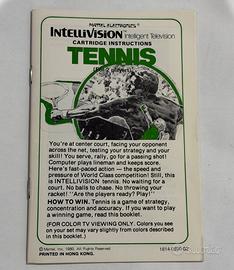 MATTEL ELECTRONICS®
INTELLIVISION Intelligent Television
CARTRIDGE INSTRUCTIONS
TENNIS
You're at center court, facing your opponent
across the net, testing your strategy and your
skill! You serve, rally, go for a passing shot!
Computer plays lineman and keeps score.
Here's fast-paced action — the speed and
pressure of World Class competition! Still, this
is INTELLIVISION tennis. No waiting for a
court. No balls to chase. No throwing your
racket! "Are the players ready? Play!"
HOW TO WIN. Tennis is a game of strategy,
concentration and accuracy. If you want to play
a winning game, read this booklet.
(FOR COLOR TV VIEWING ONLY. Colors you see
on your set may vary slightly from colors described
in this booklet.)
© Mattel, Inc. 1980. All Rights Reserved.
PRINTED IN HONG KONG.
1814-0920 G2